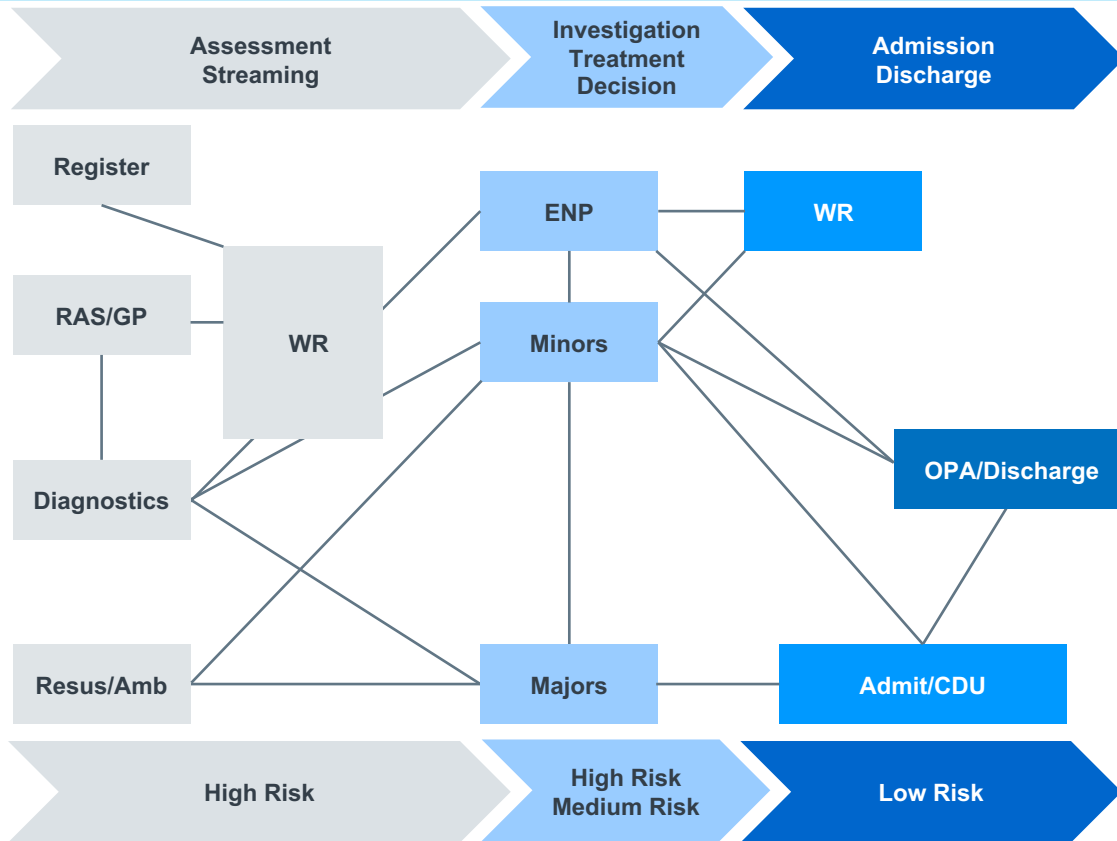 Assessment
Streaming
Investigation
Treatment
Decision
Admission
Discharge
Register
ENP
WR
RAS/GP
WR
Minors
Diagnostics
OPA/Discharge
Resus/Amb
Majors
Admit/CDU
High Risk
High Risk
Medium Risk
Low Risk